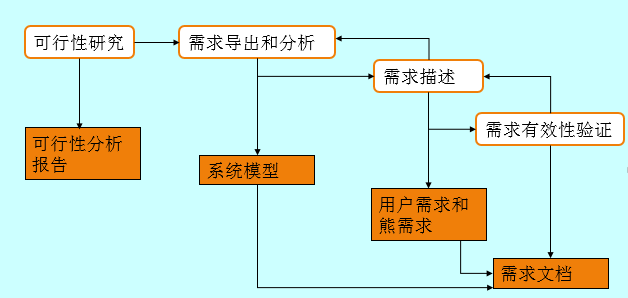 可行性研究
需求导出和分析
需求描述
需求有效性验证
可行性分析
报告
系统模型
用户需求和
熊需求
需求文档